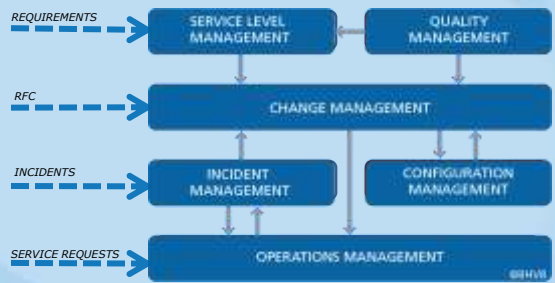 REQUIREMENTS
SERVICE LEVEL
MANAGEMENT
QUALITY
MANAGEMENT
RFC
CHANGE MANAGEMENT
INCIDENTS
INCIDENT
MANAGEMENT
CONFIGURATION
MANAGEMENT
SERVICE REQUESTS
OPERATIONS MANAGEMENT